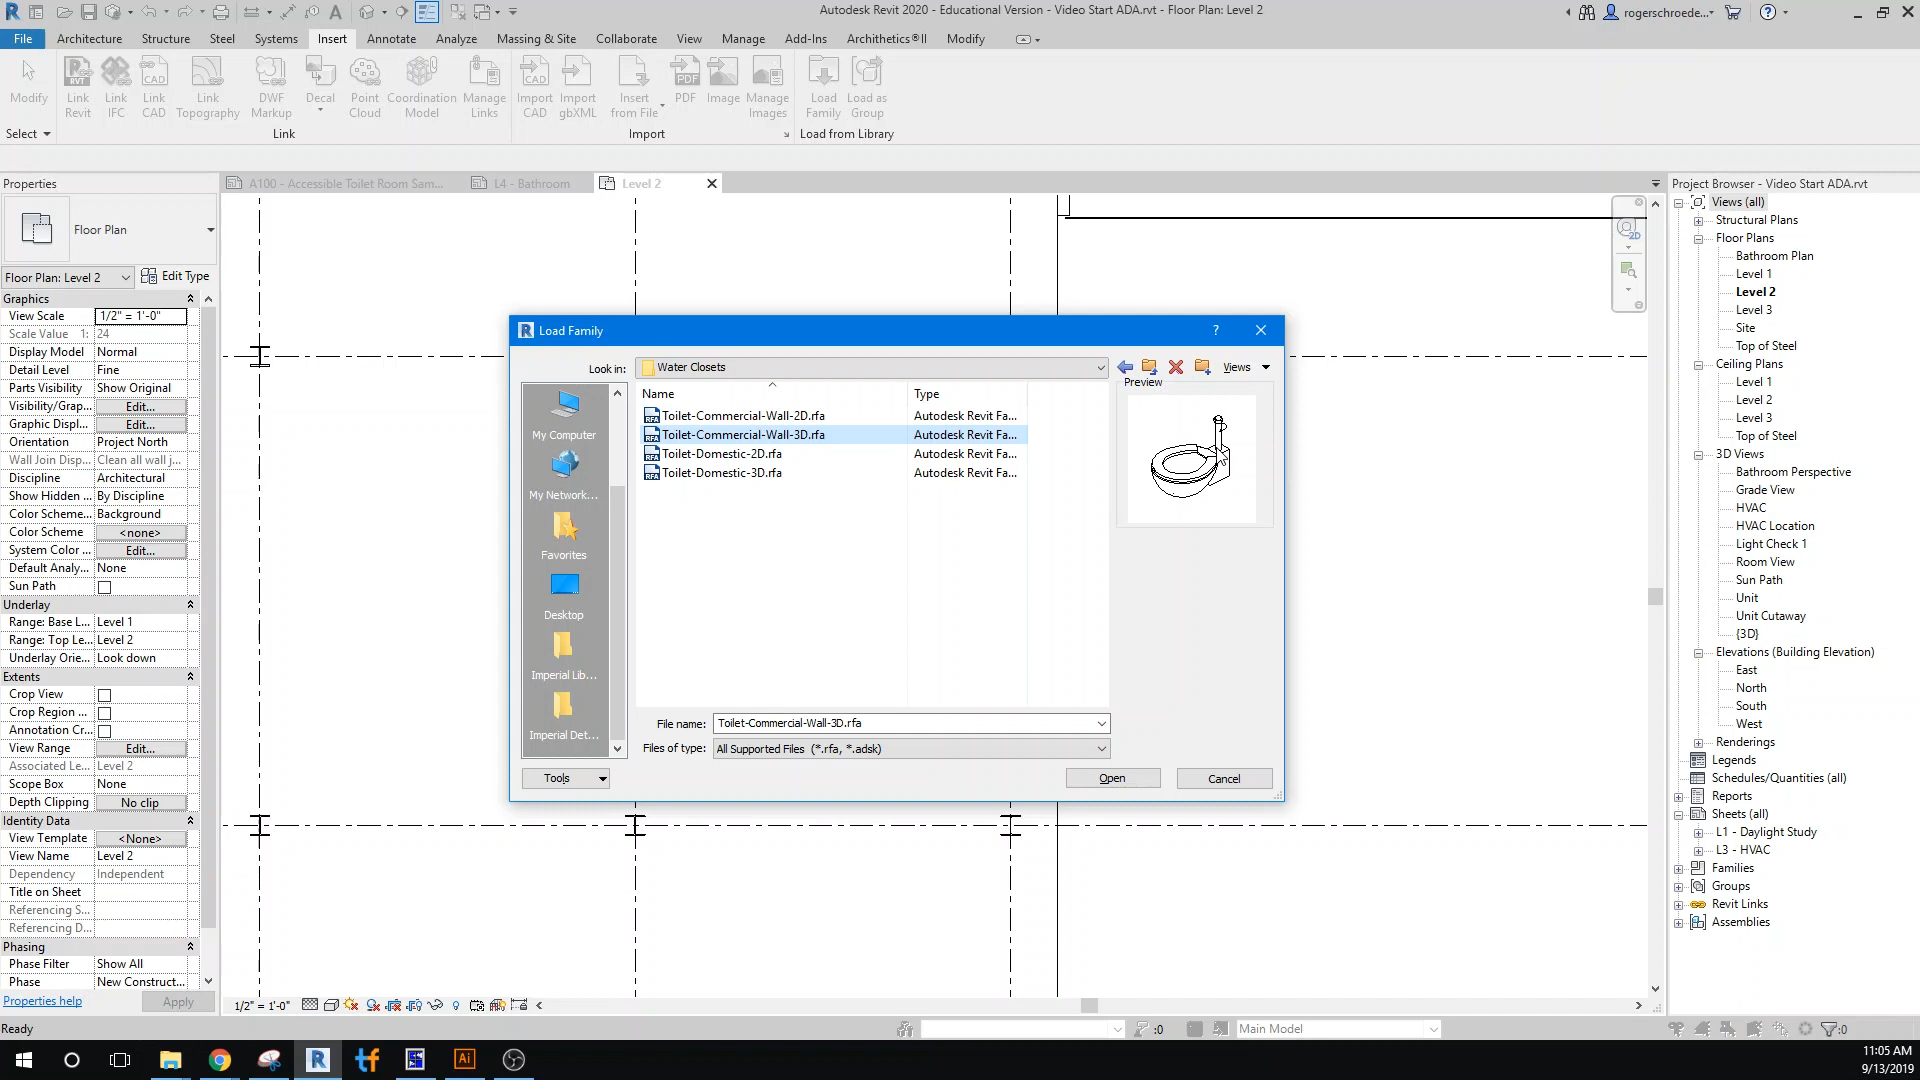 Autodesk Revit 2020 - Educational Version - Video Start ADA.rvt - Floor Plan: Level 2
rogerschroede...
File Architecture Structure Steel Systems Insert Annotate Analyze Massing & Site Collaborate View Manage Add-Ins Archithetics®II Modify
Modify
Link Revit
Link IFC
Link CAD
Link Topography
DWF Markup
Decal
Point Cloud
Coordination Model
Manage Links
Import CAD
Import gbXML
Insert from File
PDF
Image
Manage Images
Load Family
Load as Group
Select Link Import Load from Library
Properties
A100 - Accessible Toilet Room Sam...
L4 - Bathroom
Level 2
Floor Plan
Floor Plan: Level 2
Edit Type
Graphics
View Scale 1/2" = 1'-0"
Scale Value 1: 24
Display Model Normal
Detail Level Fine
Parts Visibility Show Original
Visibility/Grap... Edit...
Graphic Displ... Edit...
Orientation Project North
Wall Join Disp... Clean all wall j...
Discipline Architectural
Show Hidden ... By Discipline
Color Scheme... Background
Color Scheme <none>
System Color ... Edit...
Default Analy... None
Sun Path
Underlay
Range: Base L... Level 1
Range: Top Le... Level 2
Underlay Orie... Look down
Extents
Crop View
Crop Region ...
Annotation Cr...
View Range Edit...
Associated Le... Level 2
Scope Box None
Depth Clipping No clip
Identity Data
View Template <None>
View Name Level 2
Dependency Independent
Title on Sheet
Referencing S...
Referencing D...
Phasing
Phase Filter Show All
Phase New Construct...
Properties help
Apply
2D
Load Family
Look in: Water Closets
Views
Name Type
Toilet-Commercial-Wall-2D.rfa Autodesk Revit Fa...
Toilet-Commercial-Wall-3D.rfa Autodesk Revit Fa...
Toilet-Domestic-2D.rfa Autodesk Revit Fa...
Toilet-Domestic-3D.rfa Autodesk Revit Fa...
Preview
My Computer
My Network...
Favorites
Desktop
Imperial Lib...
Imperial Det...
File name: Toilet-Commercial-Wall-3D.rfa
Files of type: All Supported Files (*.rfa, *.adsk)
Tools
Open
Cancel
Project Browser - Video Start ADA.rvt
Views (all)
Structural Plans
Floor Plans
Bathroom Plan
Level 1
Level 2
Level 3
Site
Top of Steel
Ceiling Plans
Level 1
Level 2
Level 3
Top of Steel
3D Views
Bathroom Perspective
Grade View
HVAC
HVAC Location
Light Check 1
Room View
Sun Path
Unit
Unit Cutaway
{3D}
Elevations (Building Elevation)
East
North
South
West
Renderings
Legends
Schedules/Quantities (all)
Reports
Sheets (all)
L1 - Daylight Study
L3 - HVAC
Families
Groups
Revit Links
Assemblies
1/2" = 1'-0"
Ready
:0
Main Model
:0
11:05 AM
9/13/2019